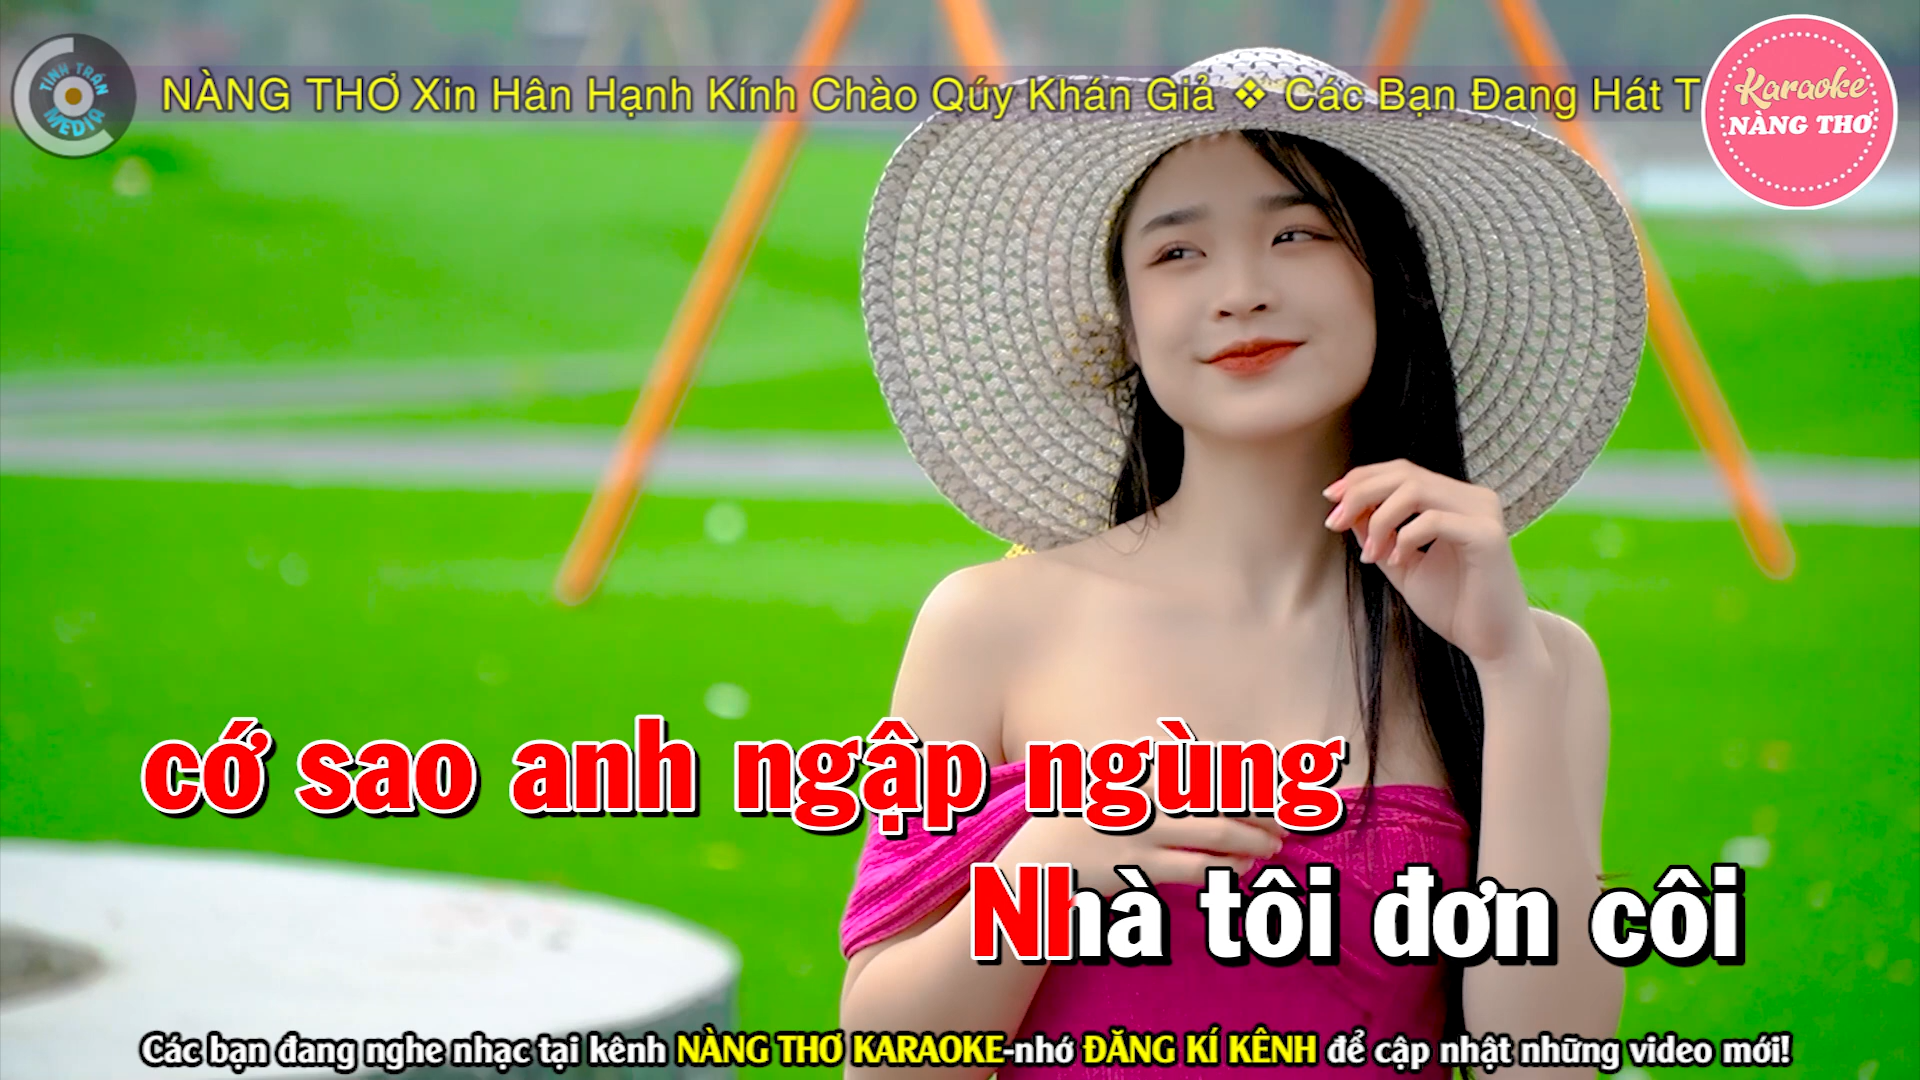 TÌNH TRẦN
MEDIA
NÀNG THƠ Xin Hân Hạnh Kính Chào Qúy Khán Giả ❖ Các Bạn Đang Hát T
Karaoke
NÀNG THƠ
cớ sao anh ngập ngùng
Nhà tôi đơn côi
Các bạn đang nghe nhạc tại kênh NÀNG THƠ KARAOKE-nhớ ĐĂNG KÍ KÊNH để cập nhật những video mới!